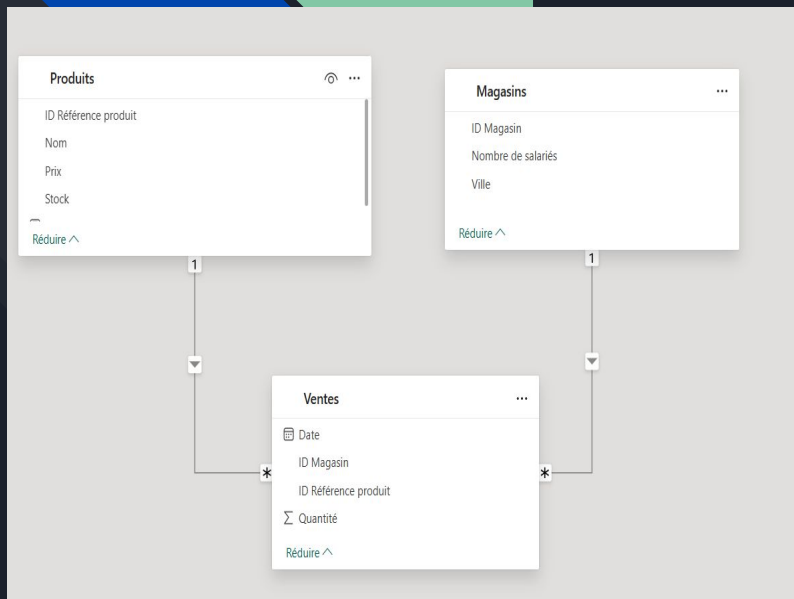 Produits
ID Référence produit
Nom
Prix
Stock
Réduire
Magasins
ID Magasin
Nombre de salariés
Ville
Réduire
1
1
Ventes
Date
ID Magasin
ID Référence produit
∑ Quantité
Réduire
*
*